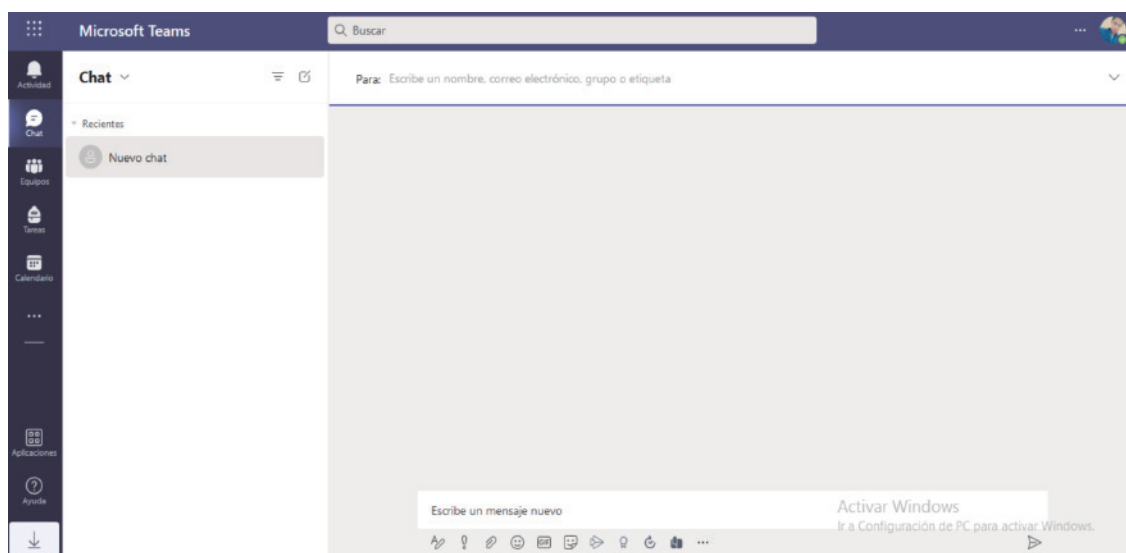 Microsoft Teams
Buscar
Actividad
Chat
Equipos
Tareas
Calendario
Aplicaciones
Ayuda
Chat
Recientes
Nuevo chat
Para: Escribe un nombre, correo electrónico, grupo o etiqueta
Escribe un mensaje nuevo
GIF
Activar Windows
Ir a Configuración de PC para activar Windows.